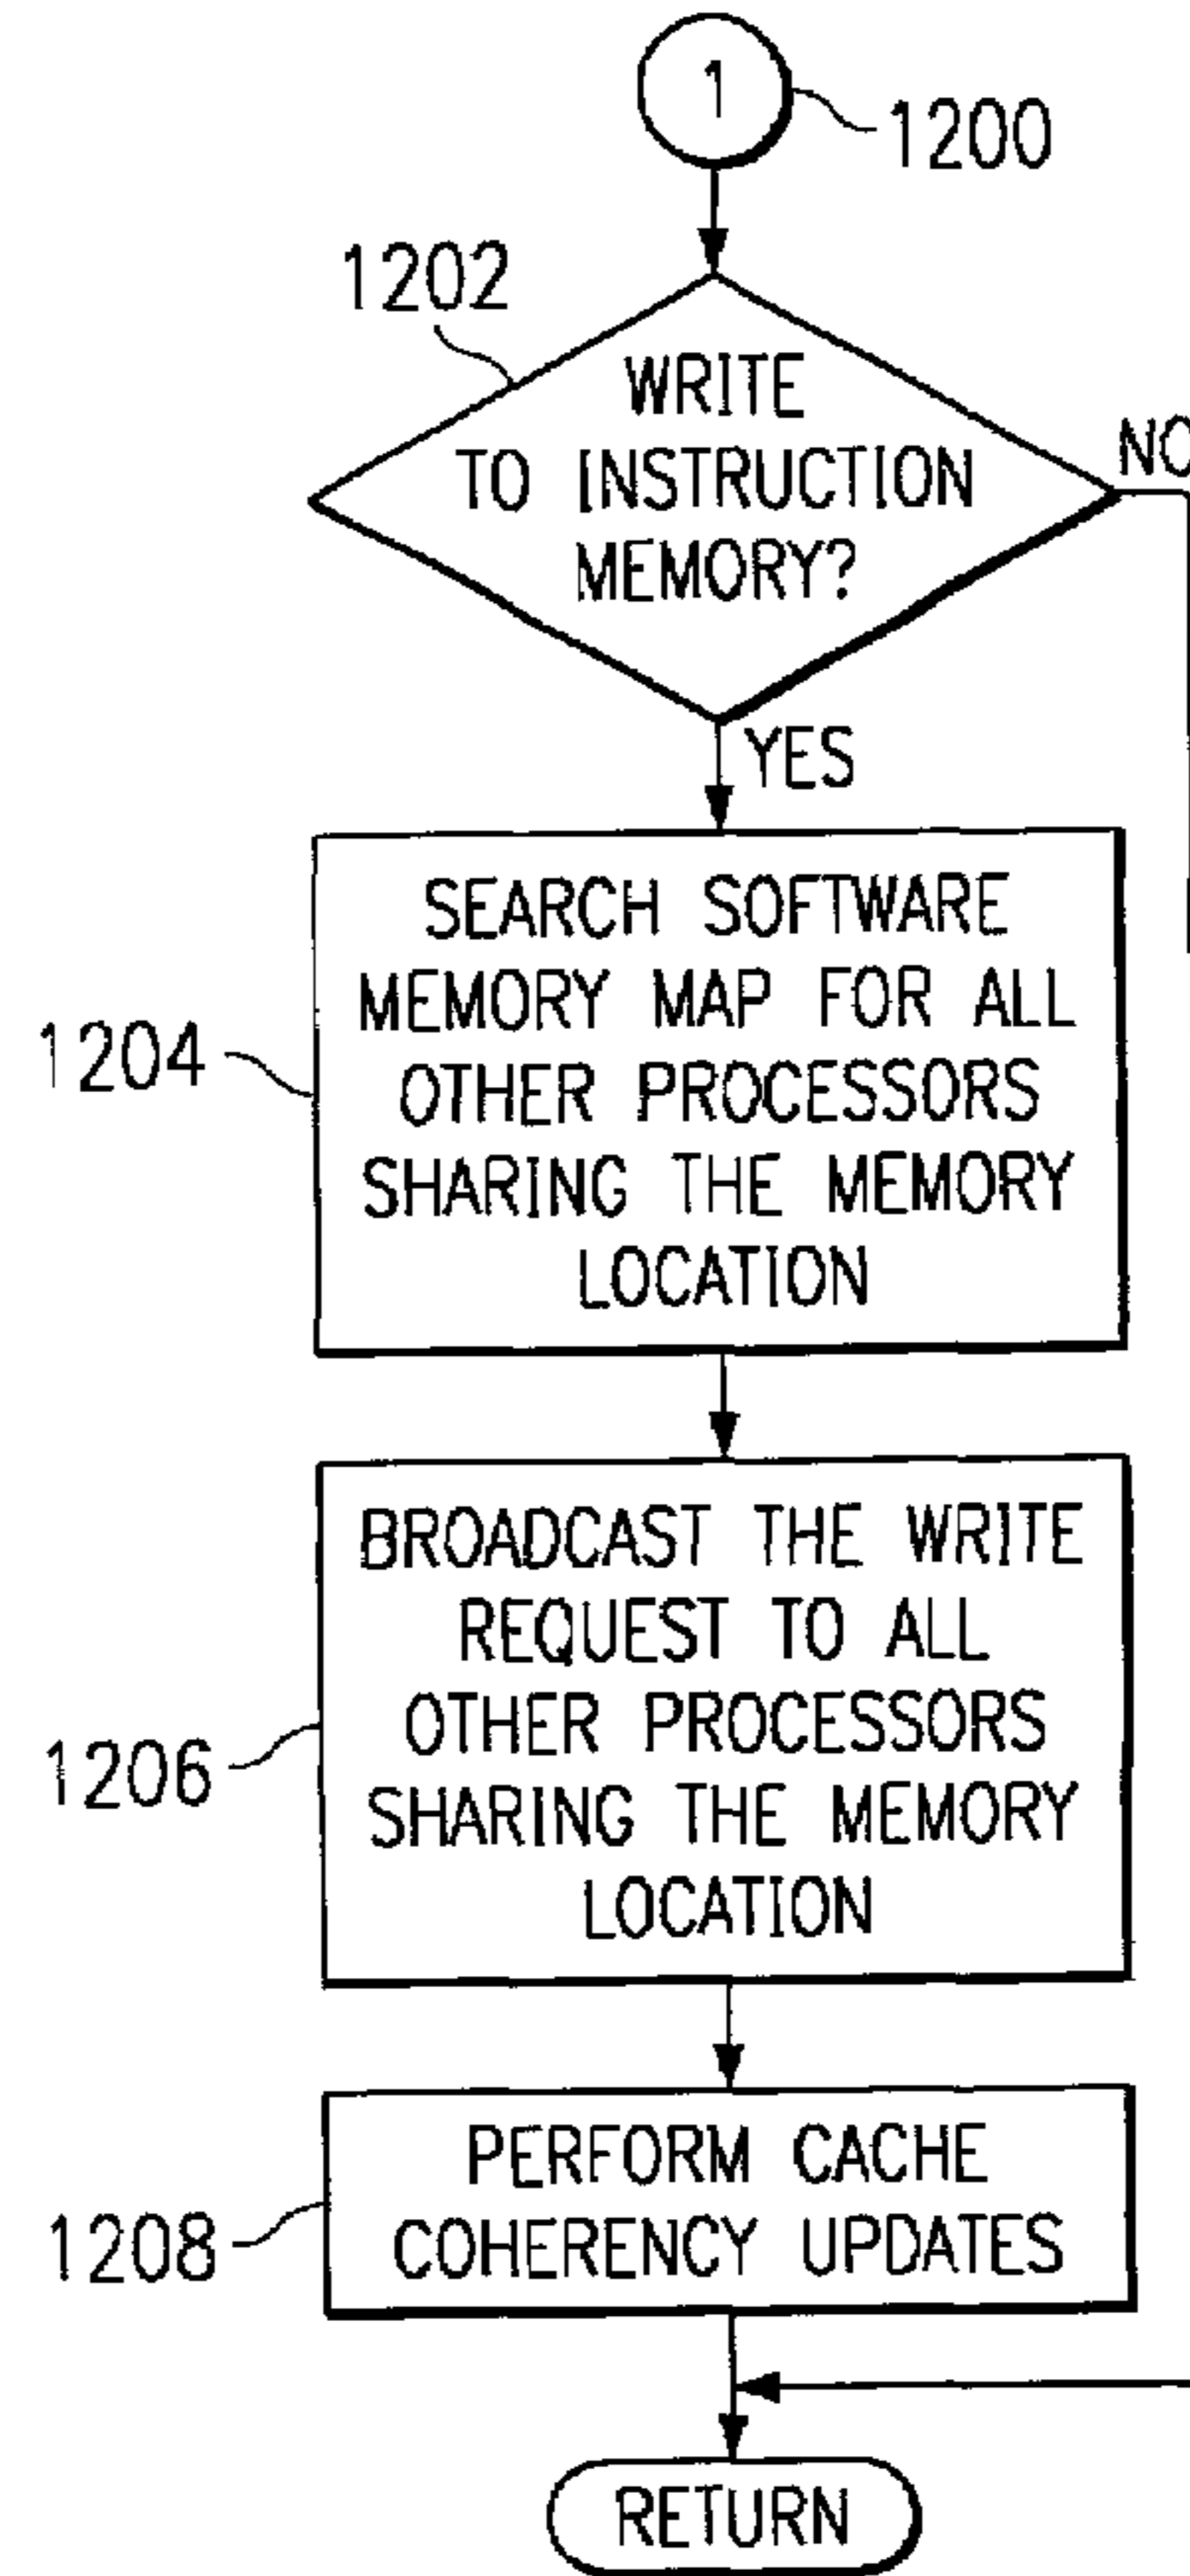 1
1200
1202
WRITE
TO INSTRUCTION
MEMORY?
NO
YES
SEARCH SOFTWARE
MEMORY MAP FOR ALL
OTHER PROCESSORS
SHARING THE MEMORY
LOCATION
1204
BROADCAST THE WRITE
REQUEST TO ALL
OTHER PROCESSORS
SHARING THE MEMORY
LOCATION
1206
PERFORM CACHE
COHERENCY UPDATES
1208
RETURN